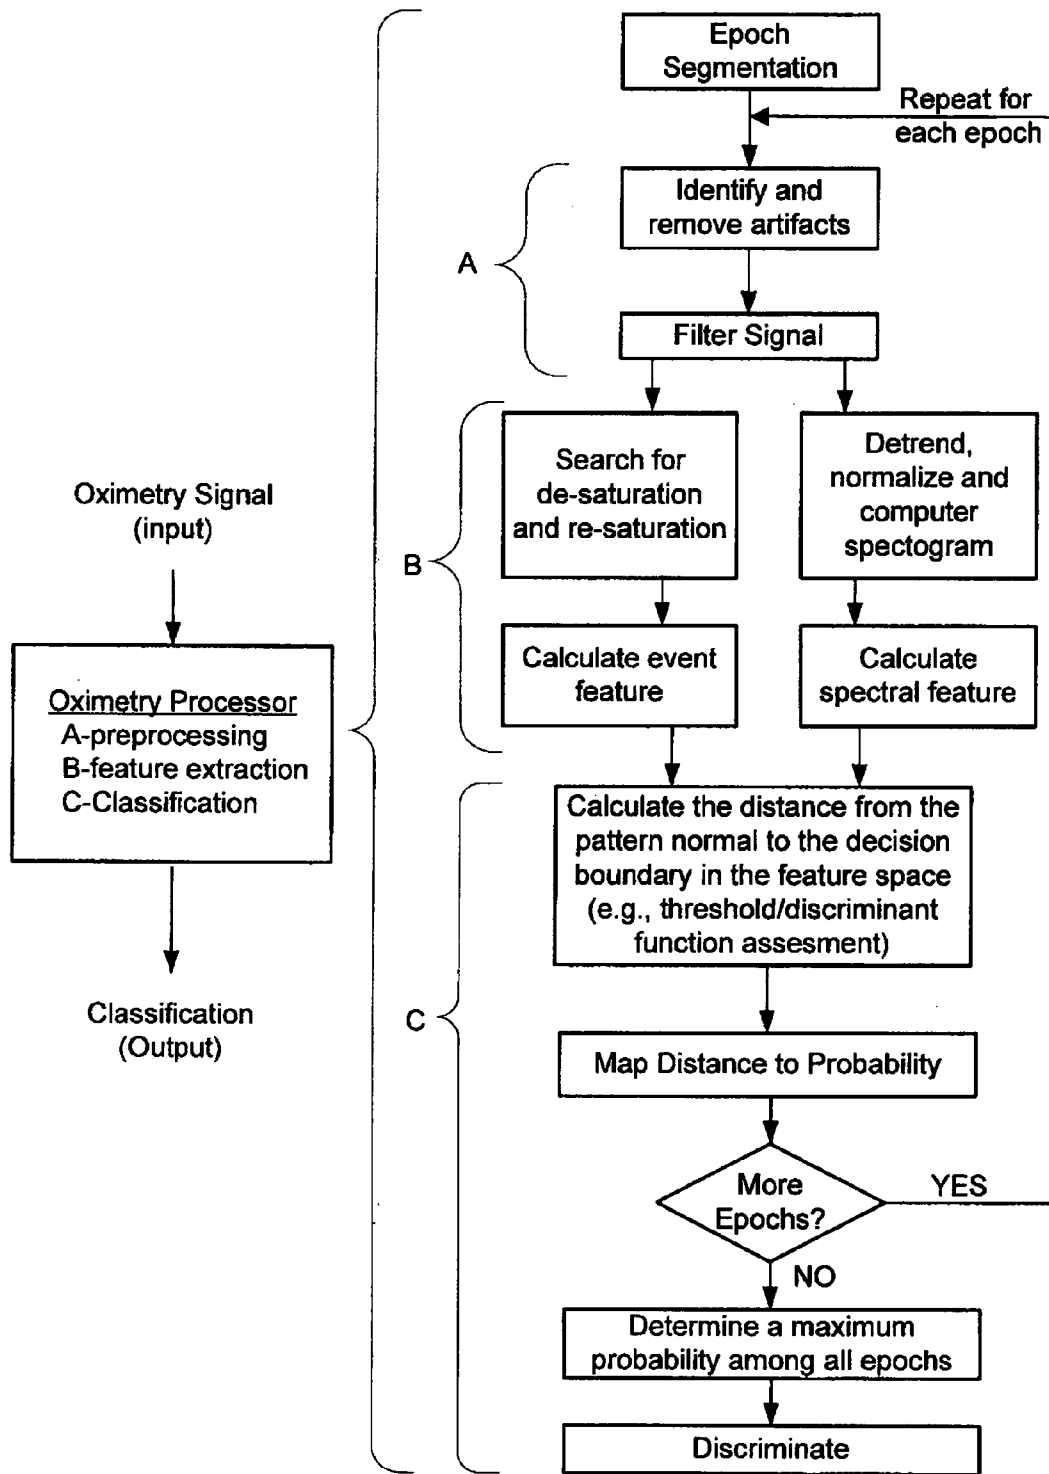 Oximetry Signal
(input)
Oximetry Processor
A-preprocessing
B-feature extraction
C-Classification
Classification
(Output)
Epoch
Segmentation
Repeat for
each epoch
A
Identify and
remove artifacts
Filter Signal
B
Search for
de-saturation
and re-saturation
Detrend,
normalize and
computer
spectogram
Calculate event
feature
Calculate
spectral feature
C
Calculate the distance from the
pattern normal to the decision
boundary in the feature space
(e.g., threshold/discriminant
function assesment)
Map Distance to Probability
More
Epochs?
YES
NO
Determine a maximum
probability among all epochs
Discriminate